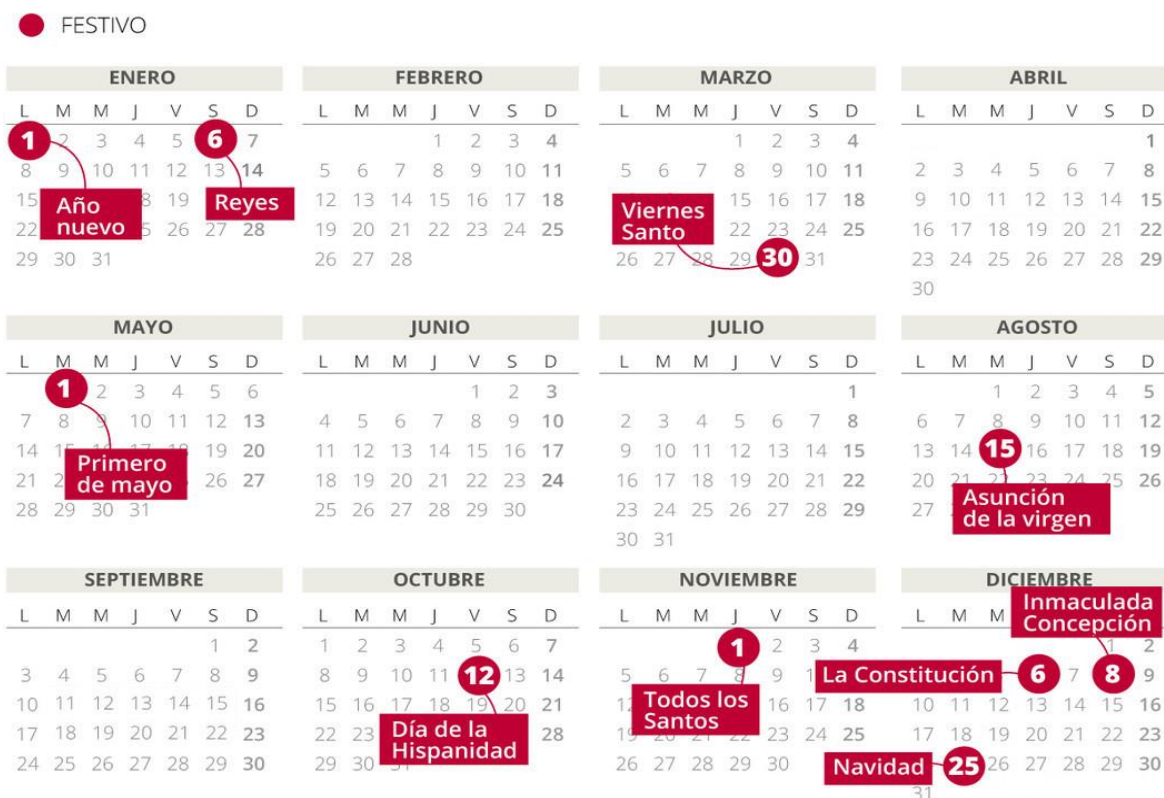 FESTIVO
ENERO
L M M J V S D
1 2 3 4 5 6 7
8 9 10 11 12 13 14
15 19
Año
nuevo
Reyes
22 26 27 28
29 30 31
FEBRERO
L M M J V S D
1 2 3 4
5 6 7 8 9 10 11
12 13 14 15 16 17 18
19 20 21 22 23 24 25
26 27 28
MARZO
L M M J V S D
1 2 3 4
5 6 7 8 9 10 11
15 16 17 18
Viernes
Santo
22 23 24 25
26 27 28 29 30 31
ABRIL
L M M J V S D
1
2 3 4 5 6 7 8
9 10 11 12 13 14 15
16 17 18 19 20 21 22
23 24 25 26 27 28 29
30
MAYO
L M M J V S D
1 2 3 4 5 6
7 8 9 10 11 12 13
14 15 16 17 18 19 20
Primero
de mayo
21 26 27
28 29 30 31
JUNIO
L M M J V S D
1 2 3
4 5 6 7 8 9 10
11 12 13 14 15 16 17
18 19 20 21 22 23 24
25 26 27 28 29 30
JULIO
L M M J V S D
1
2 3 4 5 6 7 8
9 10 11 12 13 14 15
16 17 18 19 20 21 22
23 24 25 26 27 28 29
30 31
AGOSTO
L M M J V S D
1 2 3 4 5
6 7 8 9 10 11 12
13 14 15 16 17 18 19
20 21 22 23 24 25 26
Asunción
de la virgen
27
SEPTIEMBRE
L M M J V S D
1 2
3 4 5 6 7 8 9
10 11 12 13 14 15 16
17 18 19 20 21 22 23
24 25 26 27 28 29 30
OCTUBRE
L M M J V S D
1 2 3 4 5 6 7
8 9 10 11 12 13 14
15 16 17 18 19 20 21
22 23 28
Día de la
Hispanidad
29 30 31
NOVIEMBRE
L M M J V S D
1 2 3 4
5 6 7 8 9
16 17 18
Todos los
Santos
19 20 21 22 23 24 25
26 27 28 29 30
DICIEMBRE
L M M
Inmaculada
Concepción
1 2
La Constitución
6 7 8 9
10 11 12 13 14 15 16
17 18 19 20 21 22 23
Navidad
25 26 27 28 29 30
31